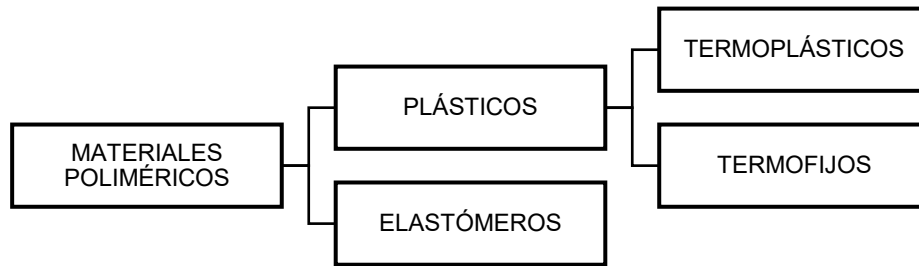 MATERIALES
POLIMÉRICOS
PLÁSTICOS
ELASTÓMEROS
TERMOPLÁSTICOS
TERMOFIJOS